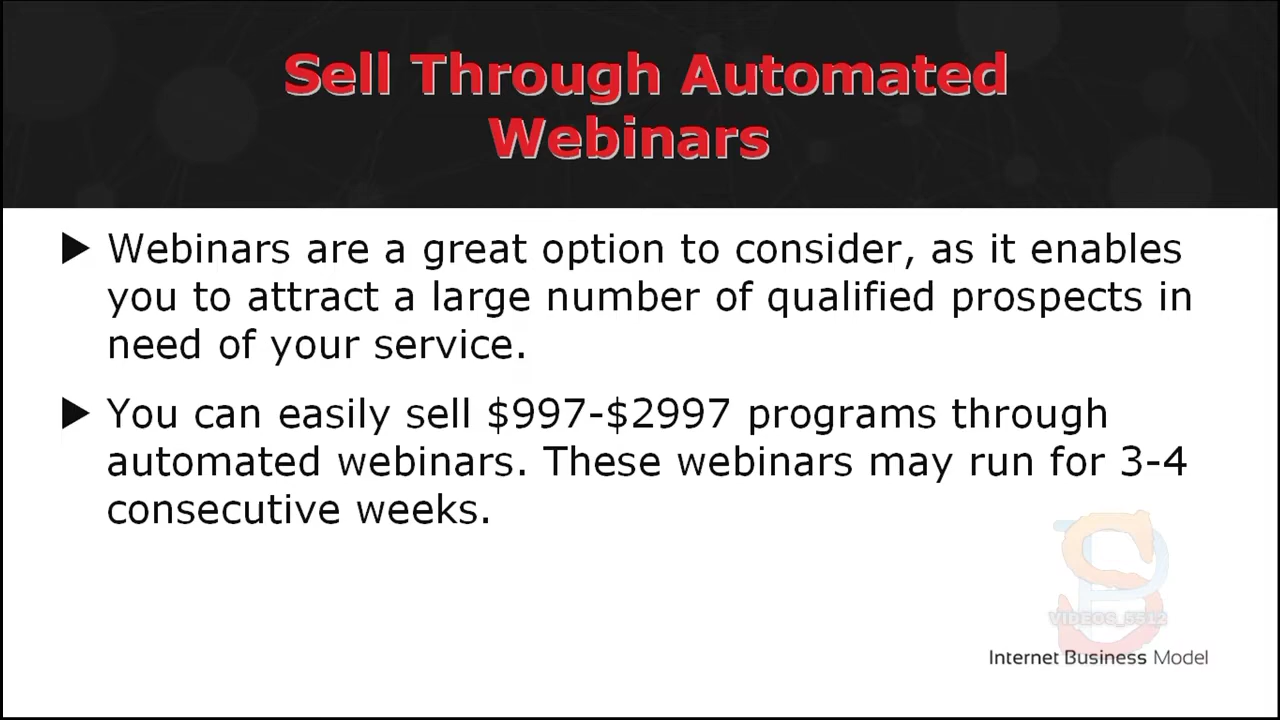 Sell Through Automated
Webinars
Webinars are a great option to consider, as it enables
you to attract a large number of qualified prospects in
need of your service.
You can easily sell $997-$2997 programs through
automated webinars. These webinars may run for 3-4
consecutive weeks.
VIDEOS_5512
Internet Business Model